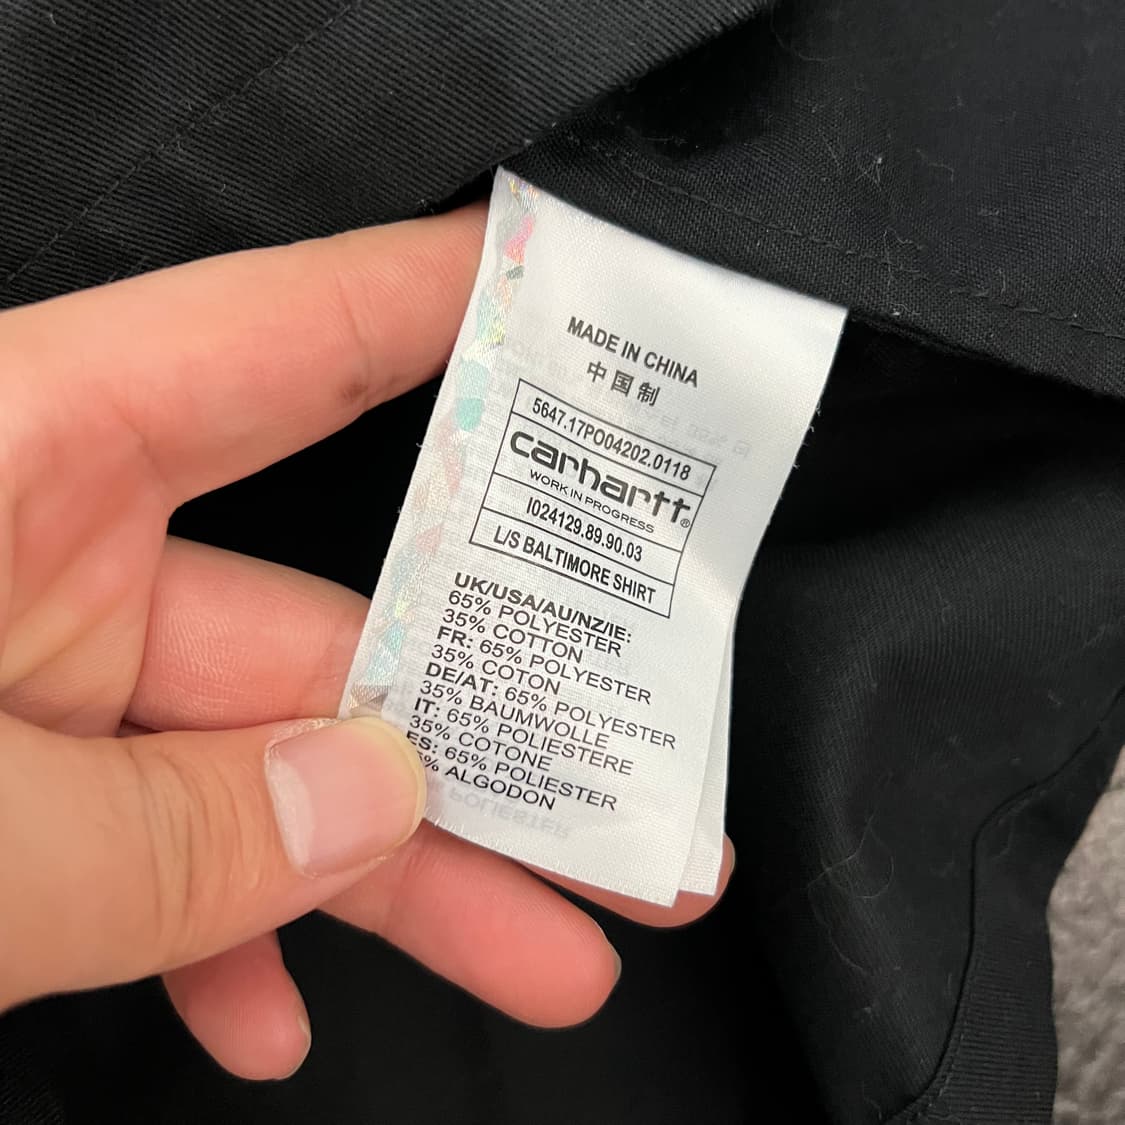 MADE IN CHINA
中国制
5647.17PO04202.0118
carhartt®
WORK IN PROGRESS
I024129.89.90.03
L/S BALTIMORE SHIRT
UK/USA/AU/NZ/IE:
65% POLYESTER
35% COTTON
FR: 65% POLYESTER
35% COTON
DE/AT: 65% POLYESTER
35% BAUMWOLLE
IT: 65% POLIESTERE
35% COTONE
ES: 65% POLIESTER
% ALGODON